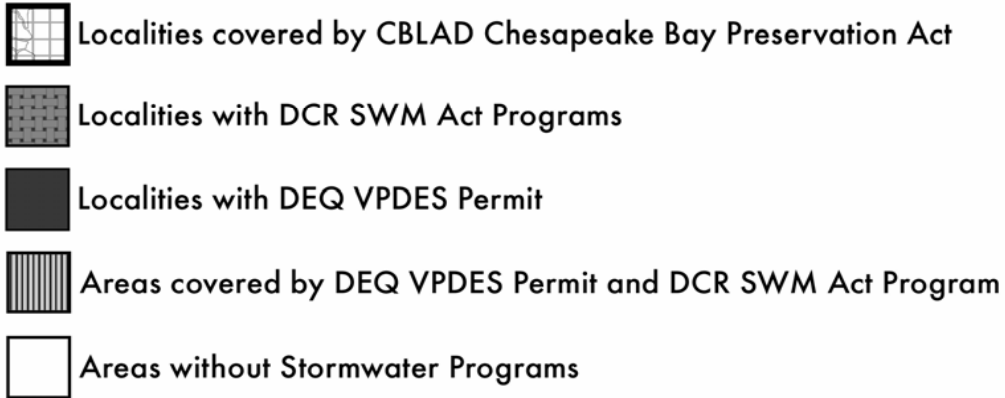 Localities covered by CBLAD Chesapeake Bay Preservation Act
Localities with DCR SWM Act Programs
Localities with DEQ VPDES Permit
Areas covered by DEQ VPDES Permit and DCR SWM Act Program
Areas without Stormwater Programs